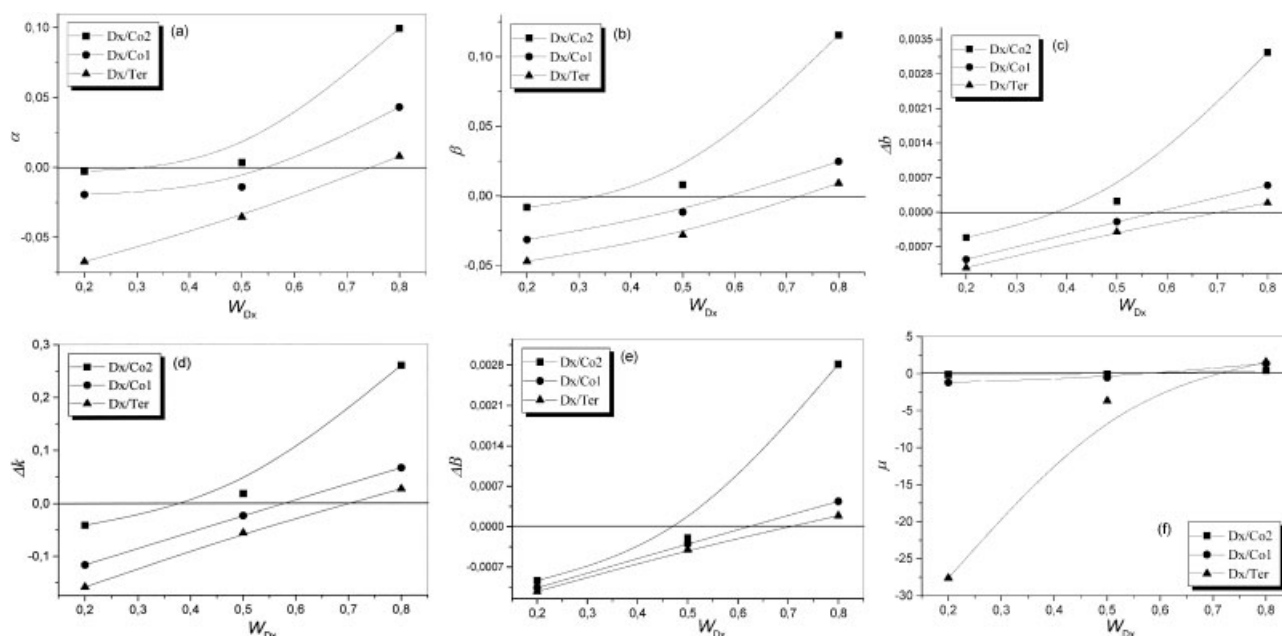 (a)
Dx/Co2
Dx/Co1
Dx/Ter
0,10
0,05
0,00
-0,05
α
0,2 0,3 0,4 0,5 0,6 0,7 0,8
W_Dx
(b)
Dx/Co2
Dx/Co1
Dx/Ter
0,10
0,05
0,00
-0,05
β
0,2 0,3 0,4 0,5 0,6 0,7 0,8
W_Dx
(c)
Dx/Co2
Dx/Co1
Dx/Ter
0,0035
0,0028
0,0021
0,0014
0,0007
0,0000
-0,0007
Δb
0,2 0,3 0,4 0,5 0,6 0,7 0,8
W_Dx
(d)
Dx/Co2
Dx/Co1
Dx/Ter
0,3
0,2
0,1
0,0
-0,1
Δk
0,2 0,3 0,4 0,5 0,6 0,7 0,8
W_Dx
(e)
Dx/Co2
Dx/Co1
Dx/Ter
0,0028
0,0021
0,0014
0,0007
0,0000
-0,0007
ΔB
0,2 0,3 0,4 0,5 0,6 0,7 0,8
W_Dx
5
0
-5
-10
-15
-20
-25
-30
μ
(f)
Dx/Co2
Dx/Co1
Dx/Ter
0,2 0,3 0,4 0,5 0,6 0,7 0,8
W_Dx